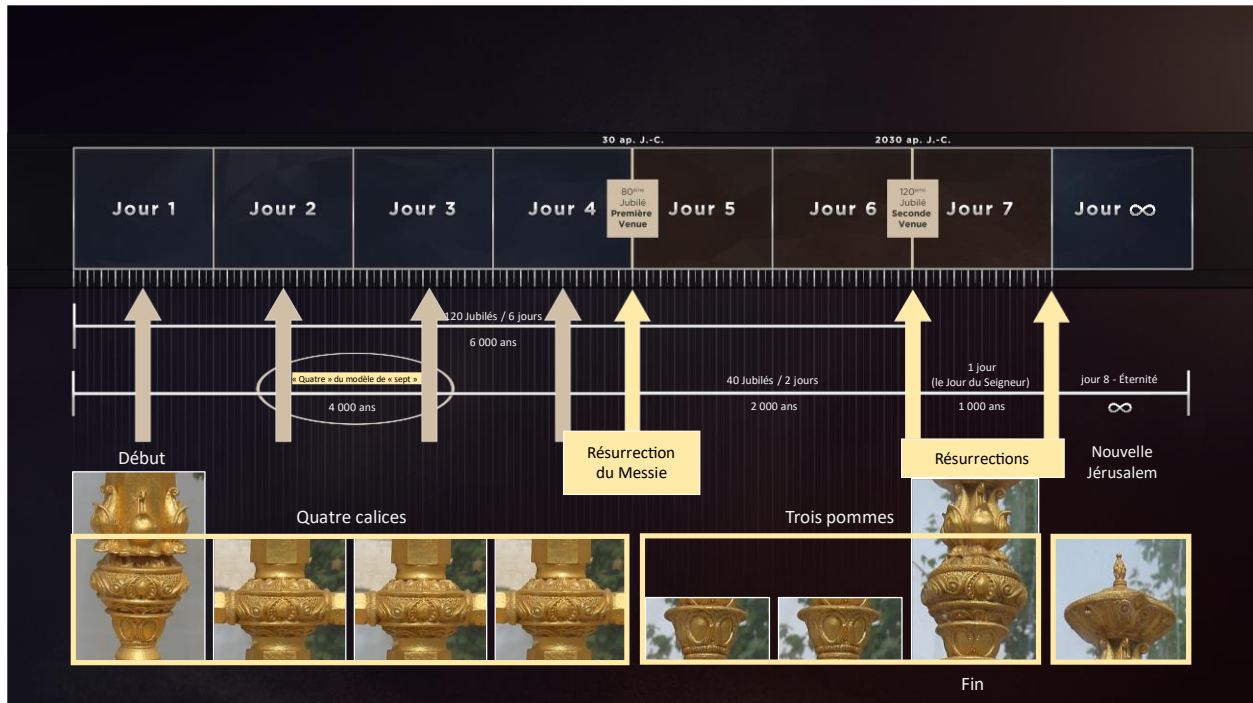 30 ap. J.-C.
2030 ap. J.-C.
Jour 1
Jour 2
Jour 3
Jour 4
80ème
Jubilé
Première
Venue
Jour 5
Jour 6
120ème
Jubilé
Seconde
Venue
Jour 7
Jour ∞
120 Jubilés / 6 jours
6 000 ans
« Quatre » du modèle de « sept »
4 000 ans
40 Jubilés / 2 jours
2 000 ans
1 jour
(le Jour du Seigneur)
1 000 ans
jour 8 - Éternité
∞
Début
Résurrection
du Messie
Résurrections
Nouvelle
Jérusalem
Quatre calices
Trois pommes
Fin